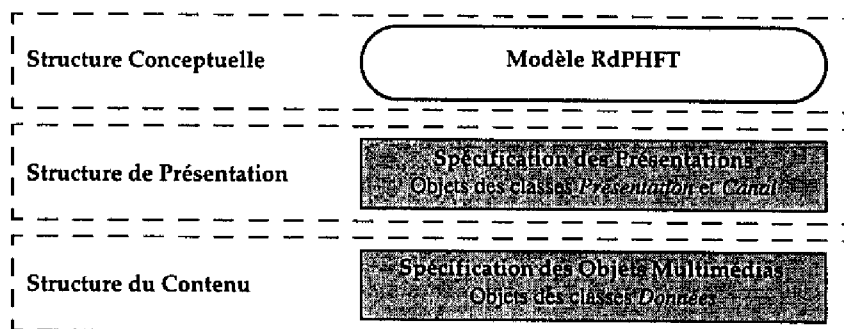 Structure Conceptuelle
Modèle RdPHFT
Structure de Présentation
Spécification des Présentations
Objets des classes Présentation et Canal
Structure du Contenu
Spécification des Objets Multimédias
Objets des classes Données